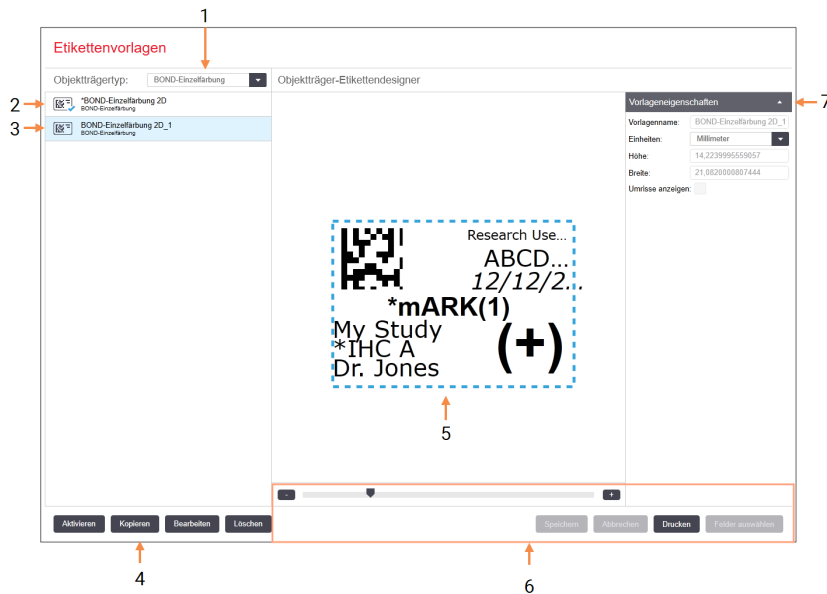 1
Etikettenvorlagen
Objektträgertyp: BOND-Einzelfärbung Objektträger-Etikettendesigner
2 *BOND-Einzelfärbung 2D
BOND-Einzelfärbung
3 BOND-Einzelfärbung 2D_1
BOND-Einzelfärbung
Vorlageneigenschaften 7
Vorlagenname: BOND-Einzelfärbung 2D_1
Einheiten: Millimeter
Höhe: 14,2239995559057
Breite: 21,0820000807444
Umrisse anzeigen:
Research Use...
ABCD...
12/12/2...
*mARK(1)
My Study
*IHC A
Dr. Jones
(+)
5
- +
Aktivieren Kopieren Bearbeiten Löschen Speichern Abbrechen Drucken Felder auswählen
4 6